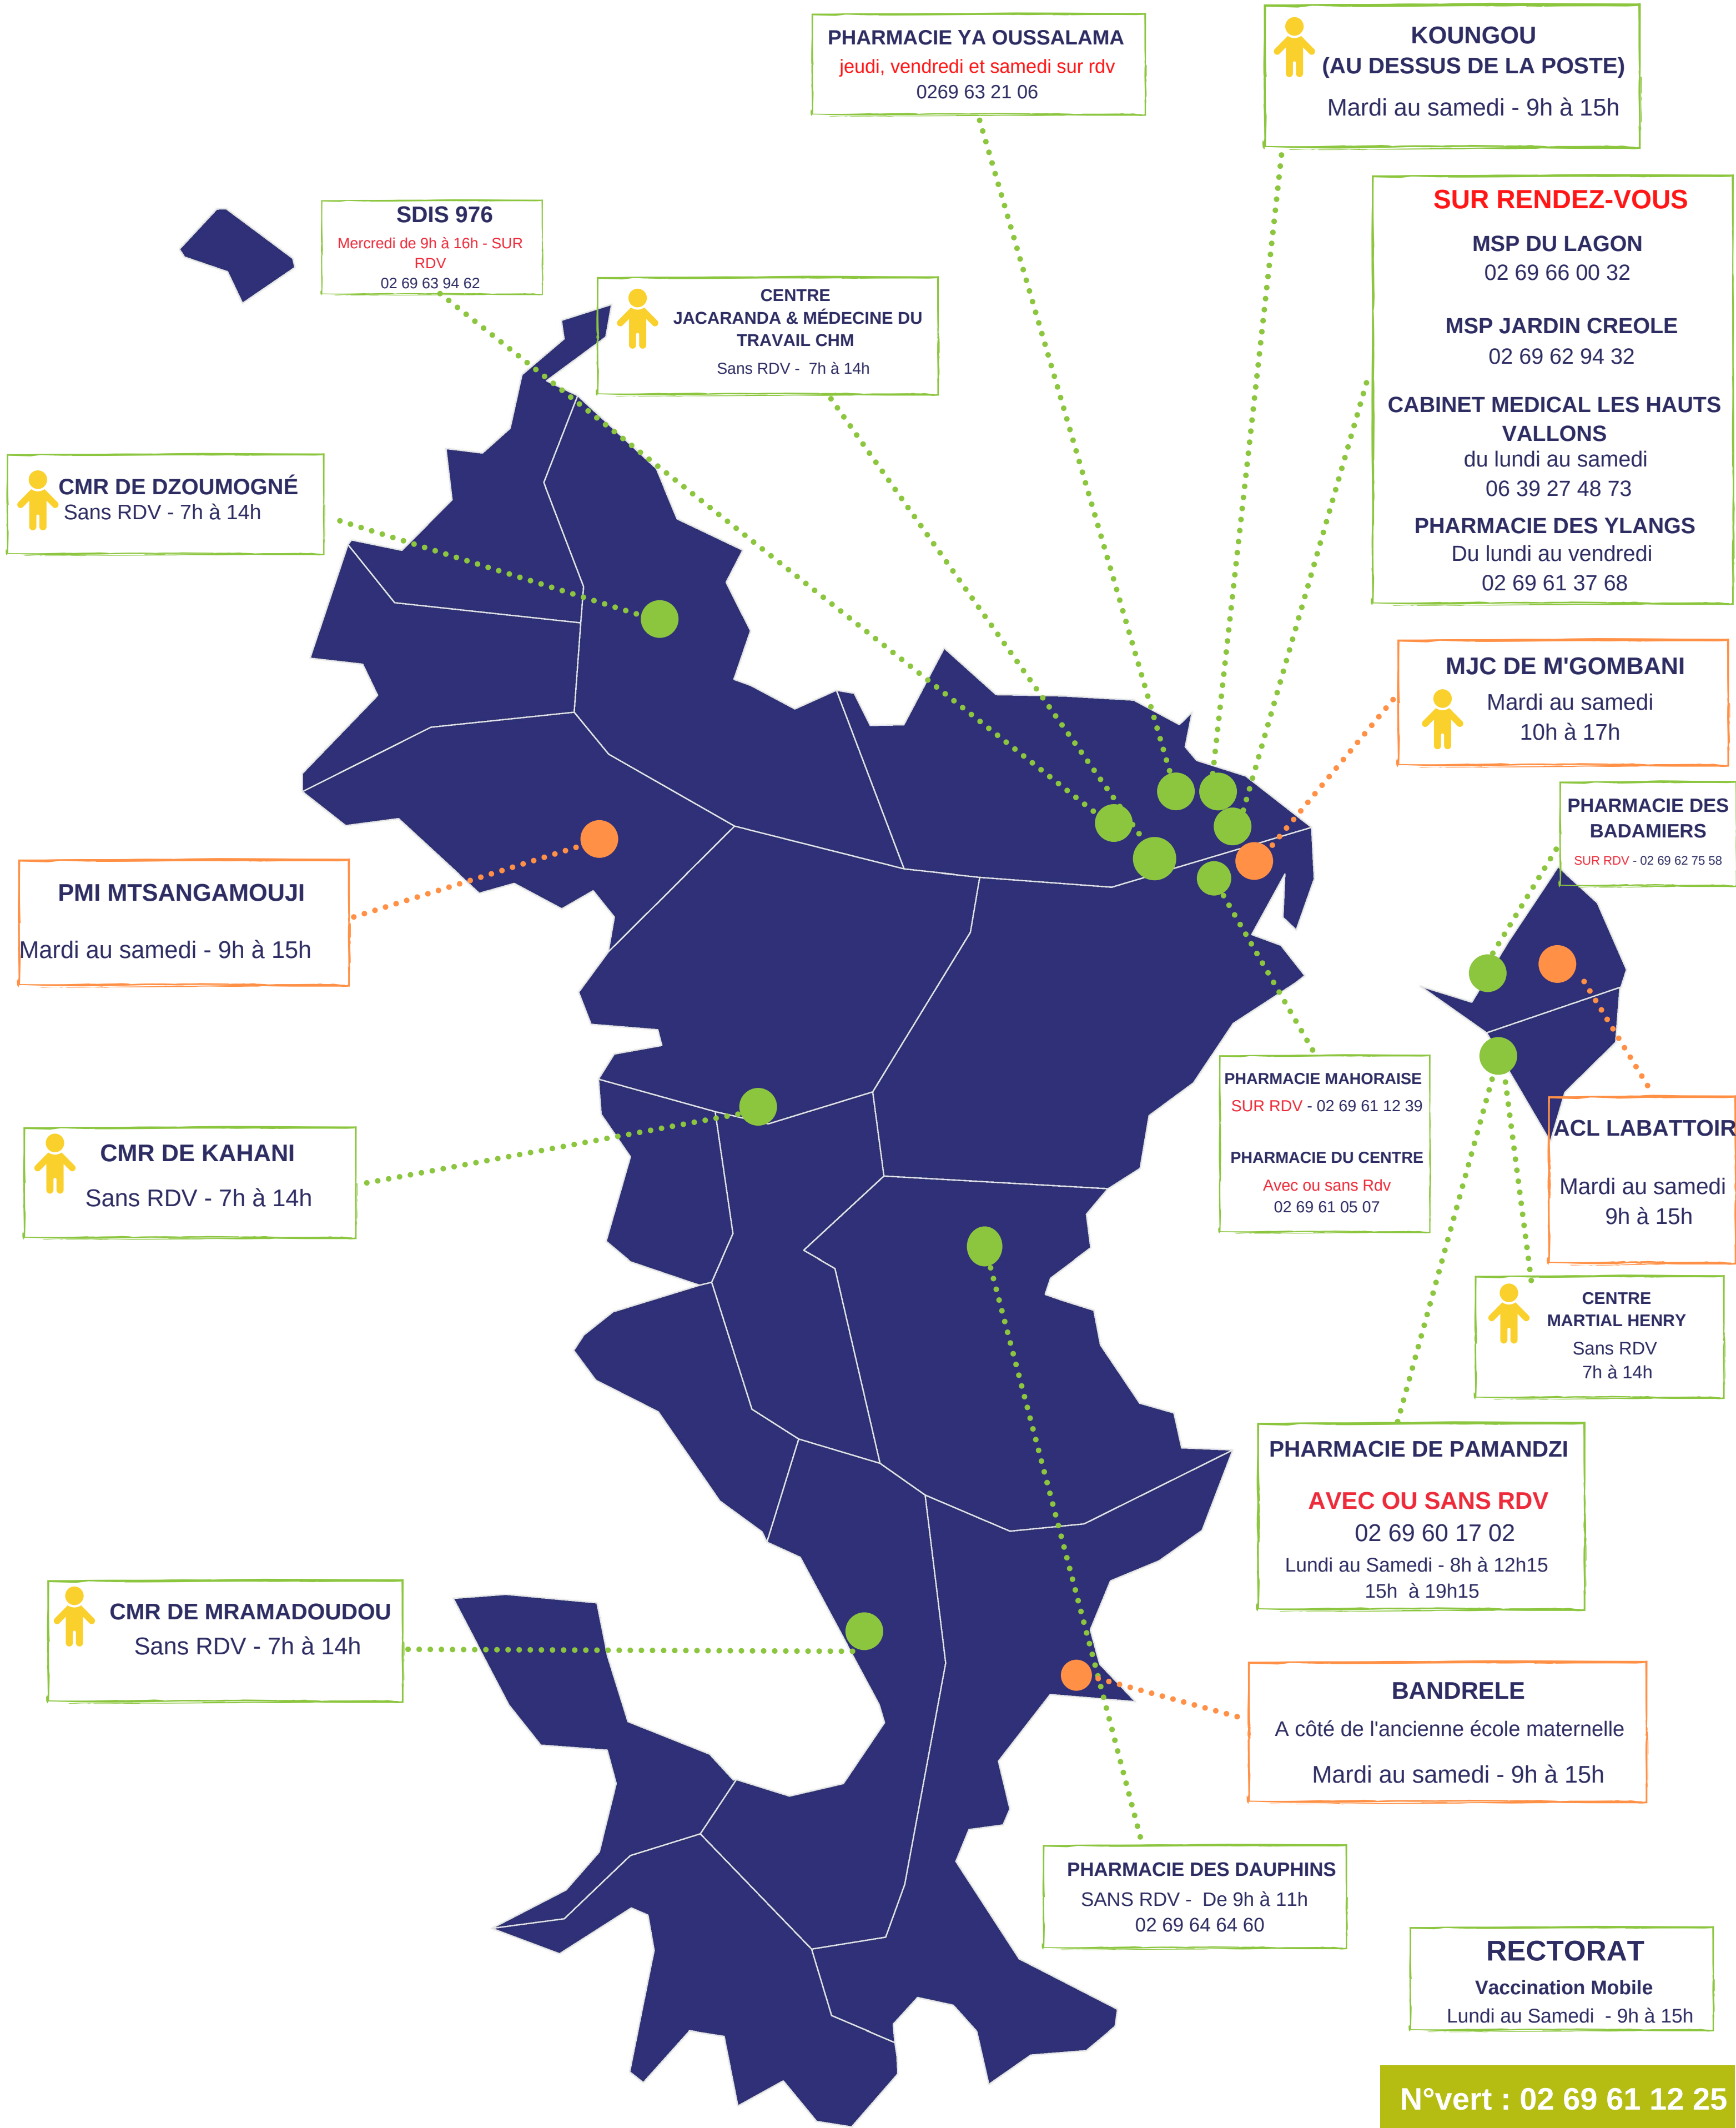 PHARMACIE YA OUSSALAMA
jeudi, vendredi et samedi sur rdv
0269 63 21 06
KOUNGOU
(AU DESSUS DE LA POSTE)
Mardi au samedi - 9h à 15h
SDIS 976
Mercredi de 9h à 16h - SUR
RDV
02 69 63 94 62
CENTRE
JACARANDA & MÉDECINE DU
TRAVAIL CHM
Sans RDV - 7h à 14h
SUR RENDEZ-VOUS
MSP DU LAGON
02 69 66 00 32
MSP JARDIN CREOLE
02 69 62 94 32
CABINET MEDICAL LES HAUTS
VALLONS
du lundi au samedi
06 39 27 48 73
PHARMACIE DES YLANGS
Du lundi au vendredi
02 69 61 37 68
CMR DE DZOUMOGNÉ
Sans RDV - 7h à 14h
MJC DE M'GOMBANI
Mardi au samedi
10h à 17h
PHARMACIE DES
BADAMIERS
SUR RDV - 02 69 62 75 58
PMI MTSANGAMOUJI
Mardi au samedi - 9h à 15h
PHARMACIE MAHORAISE
SUR RDV - 02 69 61 12 39
PHARMACIE DU CENTRE
Avec ou sans Rdv
02 69 61 05 07
ACL LABATTOIR
Mardi au samedi
9h à 15h
CMR DE KAHANI
Sans RDV - 7h à 14h
CENTRE
MARTIAL HENRY
Sans RDV
7h à 14h
PHARMACIE DE PAMANDZI
AVEC OU SANS RDV
02 69 60 17 02
Lundi au Samedi - 8h à 12h15
15h à 19h15
CMR DE MRAMADOUDOU
Sans RDV - 7h à 14h
BANDRELE
A côté de l'ancienne école maternelle
Mardi au samedi - 9h à 15h
PHARMACIE DES DAUPHINS
SANS RDV - De 9h à 11h
02 69 64 64 60
RECTORAT
Vaccination Mobile
Lundi au Samedi - 9h à 15h
N°vert : 02 69 61 12 25